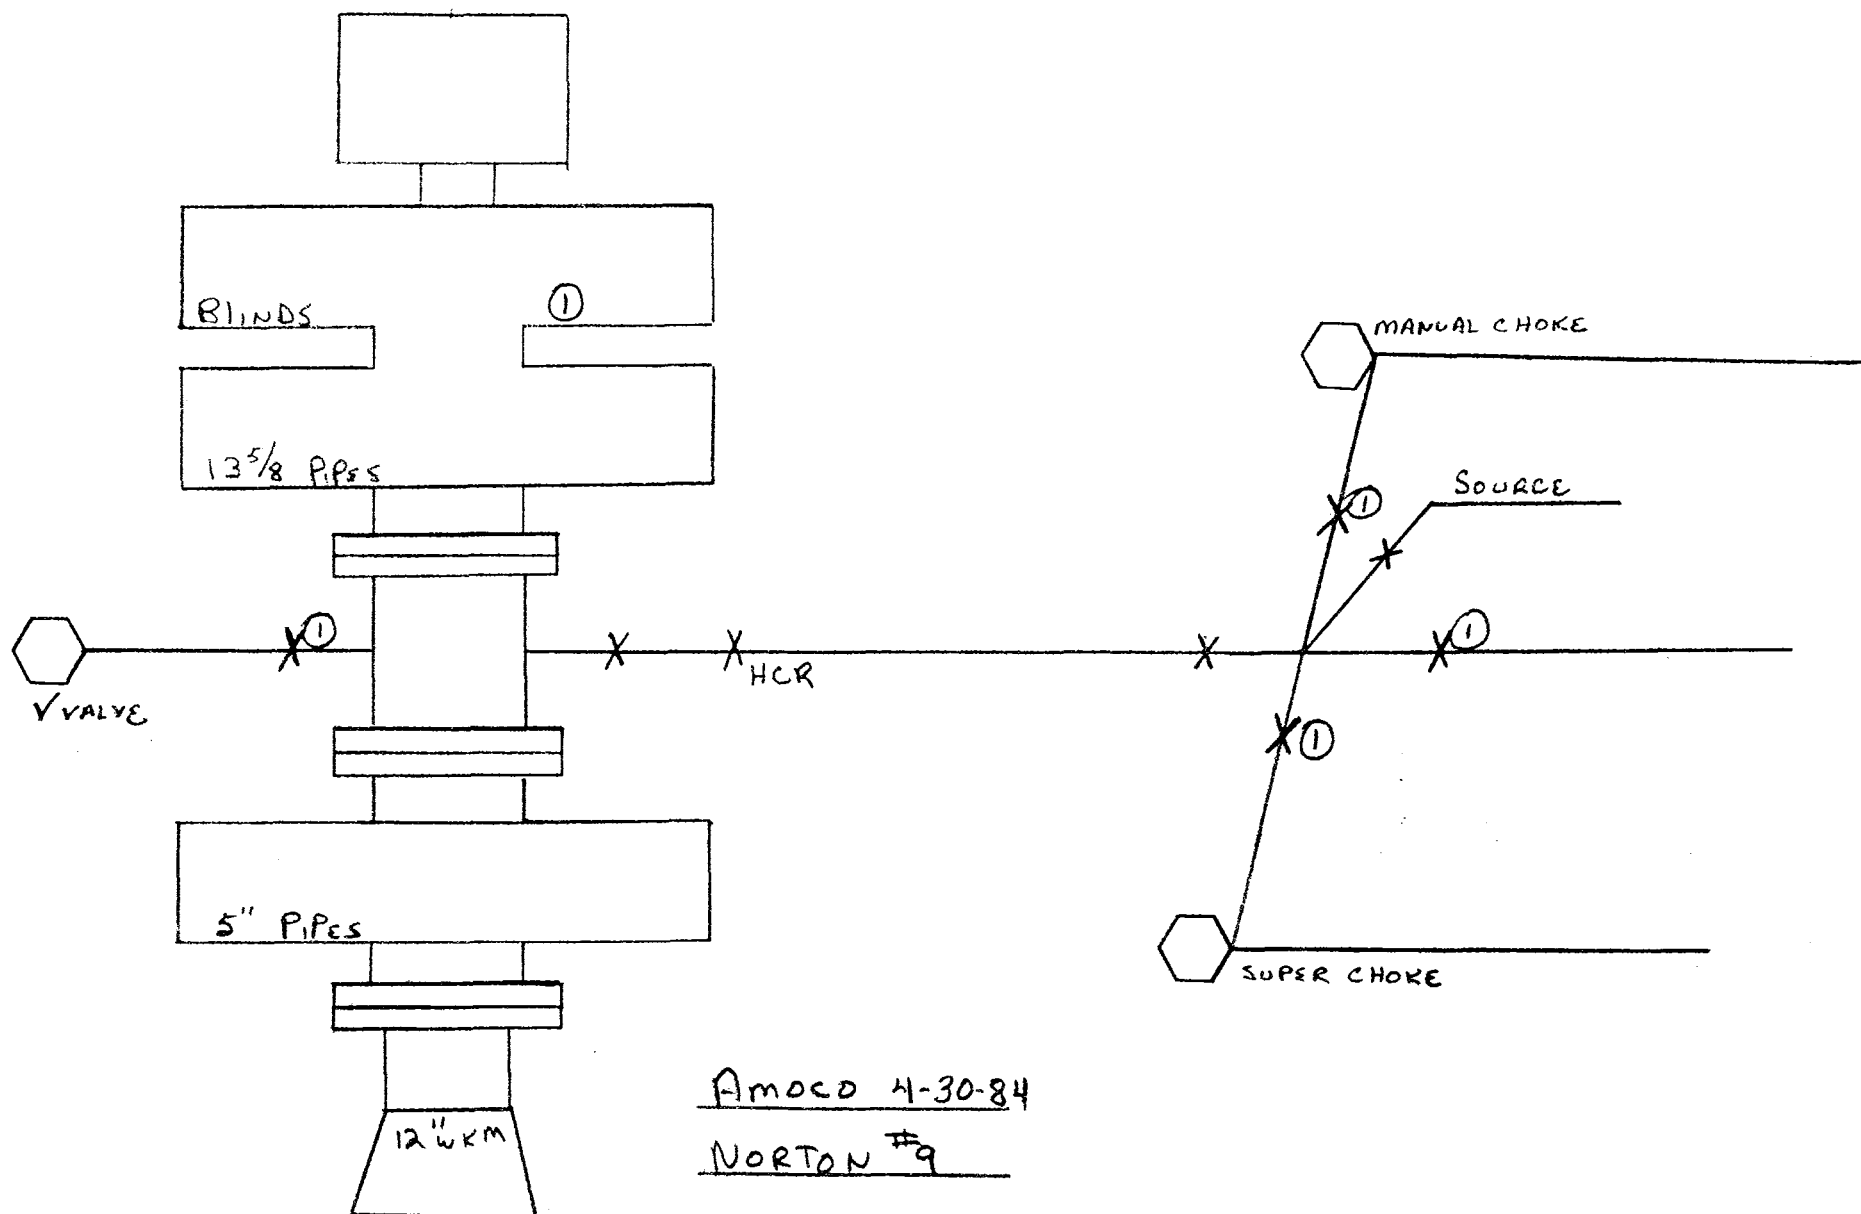 BLINDS
①
13 5/8 PIPES
MANUAL CHOKE
①
SOURCE
①
①
HCR
V VALVE
①
5" PIPES
SUPER CHOKE
12" WKM
AMOCO 4-30-84
NORTON #9